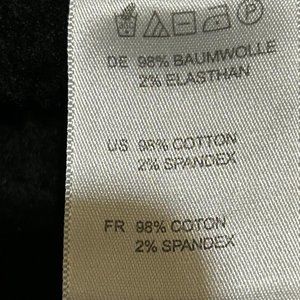 DE 98% BAUMWOLLE
2% ELASTHAN
US 98% COTTON
2% SPANDEX
FR 98% COTON
2% SPANDEX